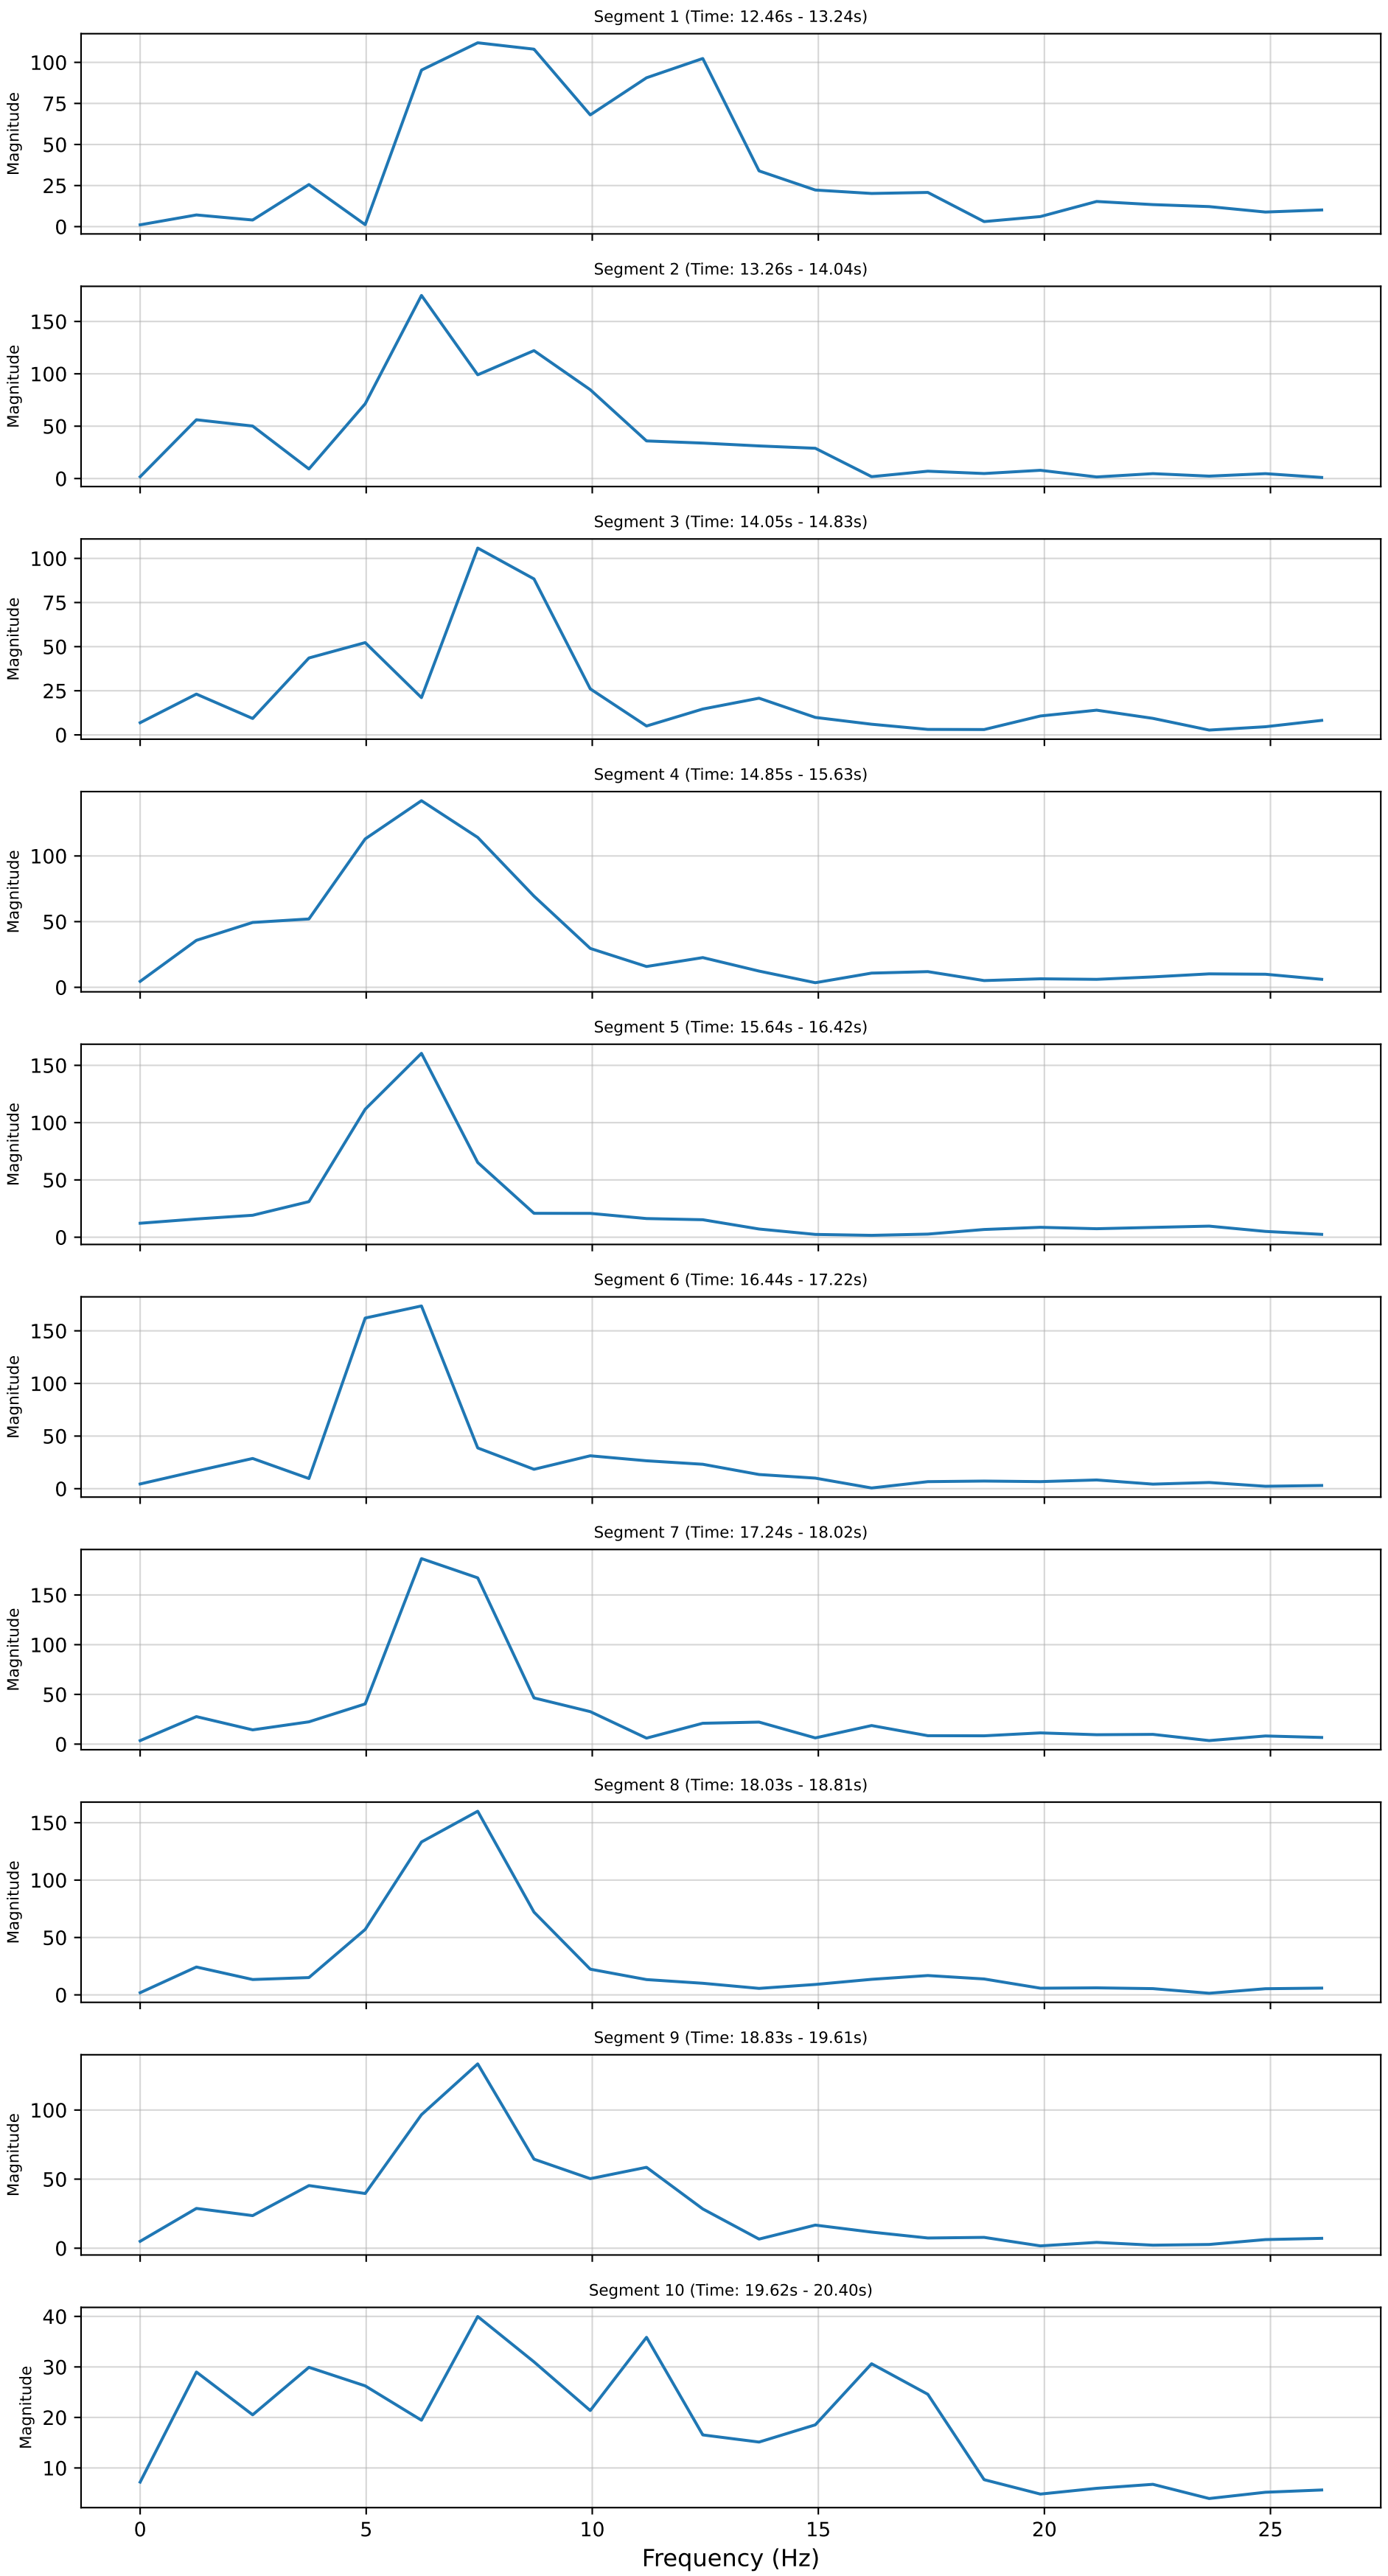 Segment 1 (Time: 12.46s - 13.24s)
100
75
50
25
0
Magnitude
Segment 2 (Time: 13.26s - 14.04s)
150
100
50
0
Magnitude
Segment 3 (Time: 14.05s - 14.83s)
100
75
50
25
0
Magnitude
Segment 4 (Time: 14.85s - 15.63s)
100
50
0
Magnitude
Segment 5 (Time: 15.64s - 16.42s)
150
100
50
0
Magnitude
Segment 6 (Time: 16.44s - 17.22s)
150
100
50
0
Magnitude
Segment 7 (Time: 17.24s - 18.02s)
150
100
50
0
Magnitude
Segment 8 (Time: 18.03s - 18.81s)
150
100
50
0
Magnitude
Segment 9 (Time: 18.83s - 19.61s)
100
50
0
Magnitude
Segment 10 (Time: 19.62s - 20.40s)
40
30
20
10
Magnitude
0 5 10 15 20 25
Frequency (Hz)